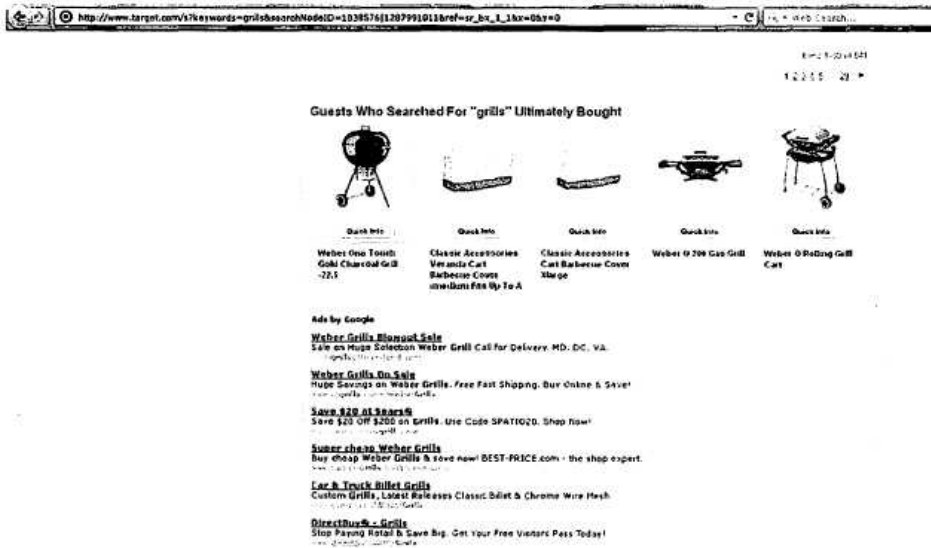 http://www.target.com/s?keywords=grills&searchNodeID=1038576|1287991011&ref=sr_bx_1_1&x=0&y=0
Web Search...
Guests Who Searched For "grills" Ultimately Bought
Quick Info Quick Info Quick Info Quick Info Quick Info
Weber One Touch Classic Accessories Classic Accessories Weber Q 200 Gas Grill Weber Q Rolling Grill
Gold Charcoal Grill Veranda Cart Cart Barbecue Cover Cart
-22.5 Barbecue Cover Xlarge
Up To A
Ads by Google
Weber Grills Blowout Sale
Sale on Huge Selection Weber Grill Call for Delivery. MD, DC, VA.
Weber Grills On Sale
Huge Savings on Weber Grills. Free Fast Shipping. Buy Online & Save!
Save $20 at Sears®
Save $20 Off $200 on Grills. Use Code SPATIO20. Shop Now!
Super cheap Weber Grills
Buy cheap Weber Grills & save now! BEST-PRICE.com - the shop expert.
Car & Truck Billet Grills
Custom Grills, Latest Releases Classic Billet & Chrome Wire Mesh
DirectBuy® - Grills
Stop Paying Retail & Save Big. Get Your Free Visitors Pass Today!